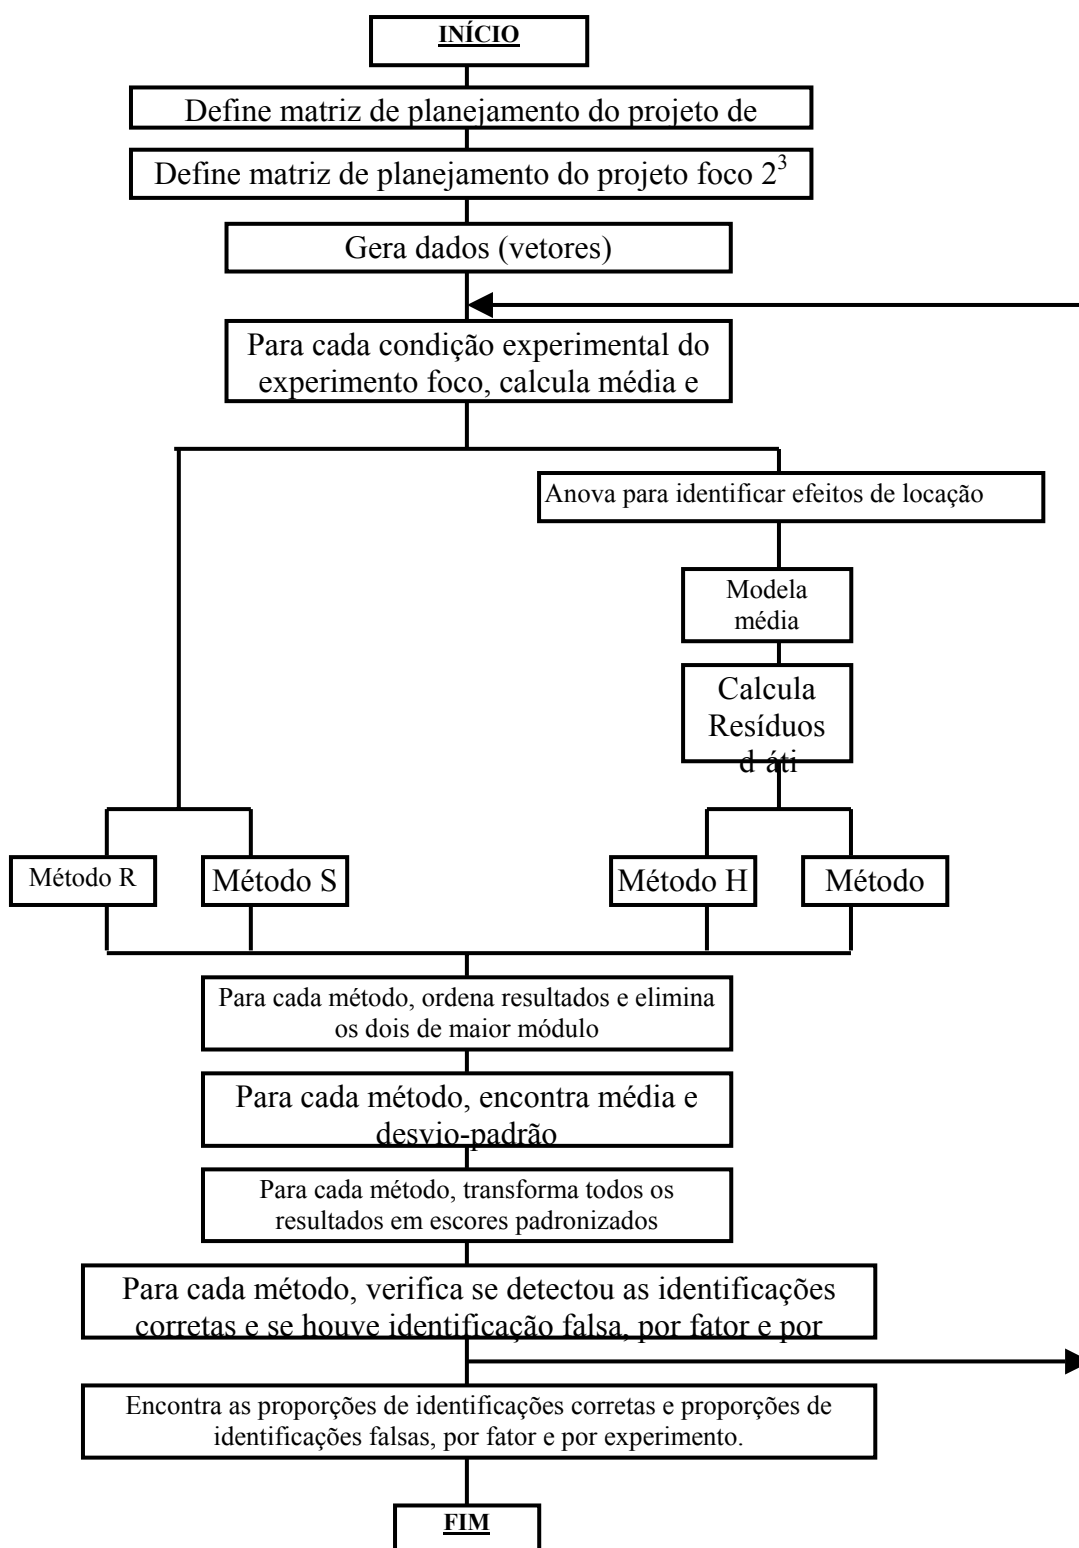 INÍCIO
Define matriz de planejamento do projeto de
Define matriz de planejamento do projeto foco 2³
Gera dados (vetores)
Para cada condição experimental do
experimento foco, calcula média e
Anova para identificar efeitos de locação
Modela
média
Calcula
Resíduos
Método R
Método S
Método H
Método
Para cada método, ordena resultados e elimina
os dois de maior módulo
Para cada método, encontra média e
desvio-padrão
Para cada método, transforma todos os
resultados em escores padronizados
Para cada método, verifica se detectou as identificações
corretas e se houve identificação falsa, por fator e por
Encontra as proporções de identificações corretas e proporções de
identificações falsas, por fator e por experimento.
FIM